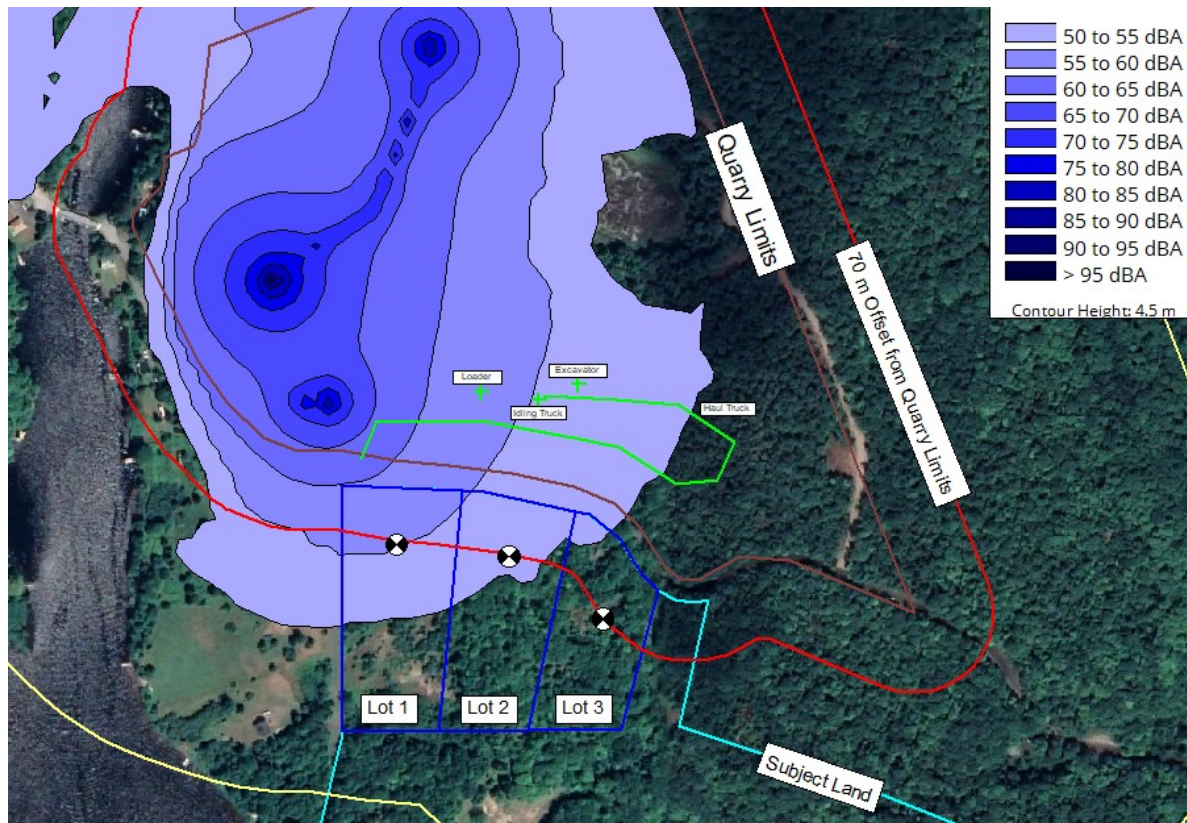 50 to 55 dBA
55 to 60 dBA
60 to 65 dBA
65 to 70 dBA
70 to 75 dBA
75 to 80 dBA
80 to 85 dBA
85 to 90 dBA
90 to 95 dBA
> 95 dBA
Contour Height: 4.5 m
Quarry Limits
70 m Offset from Quarry Limits
Loader
Excavator
Idling Truck
Haul Truck
Lot 1
Lot 2
Lot 3
Subject Land